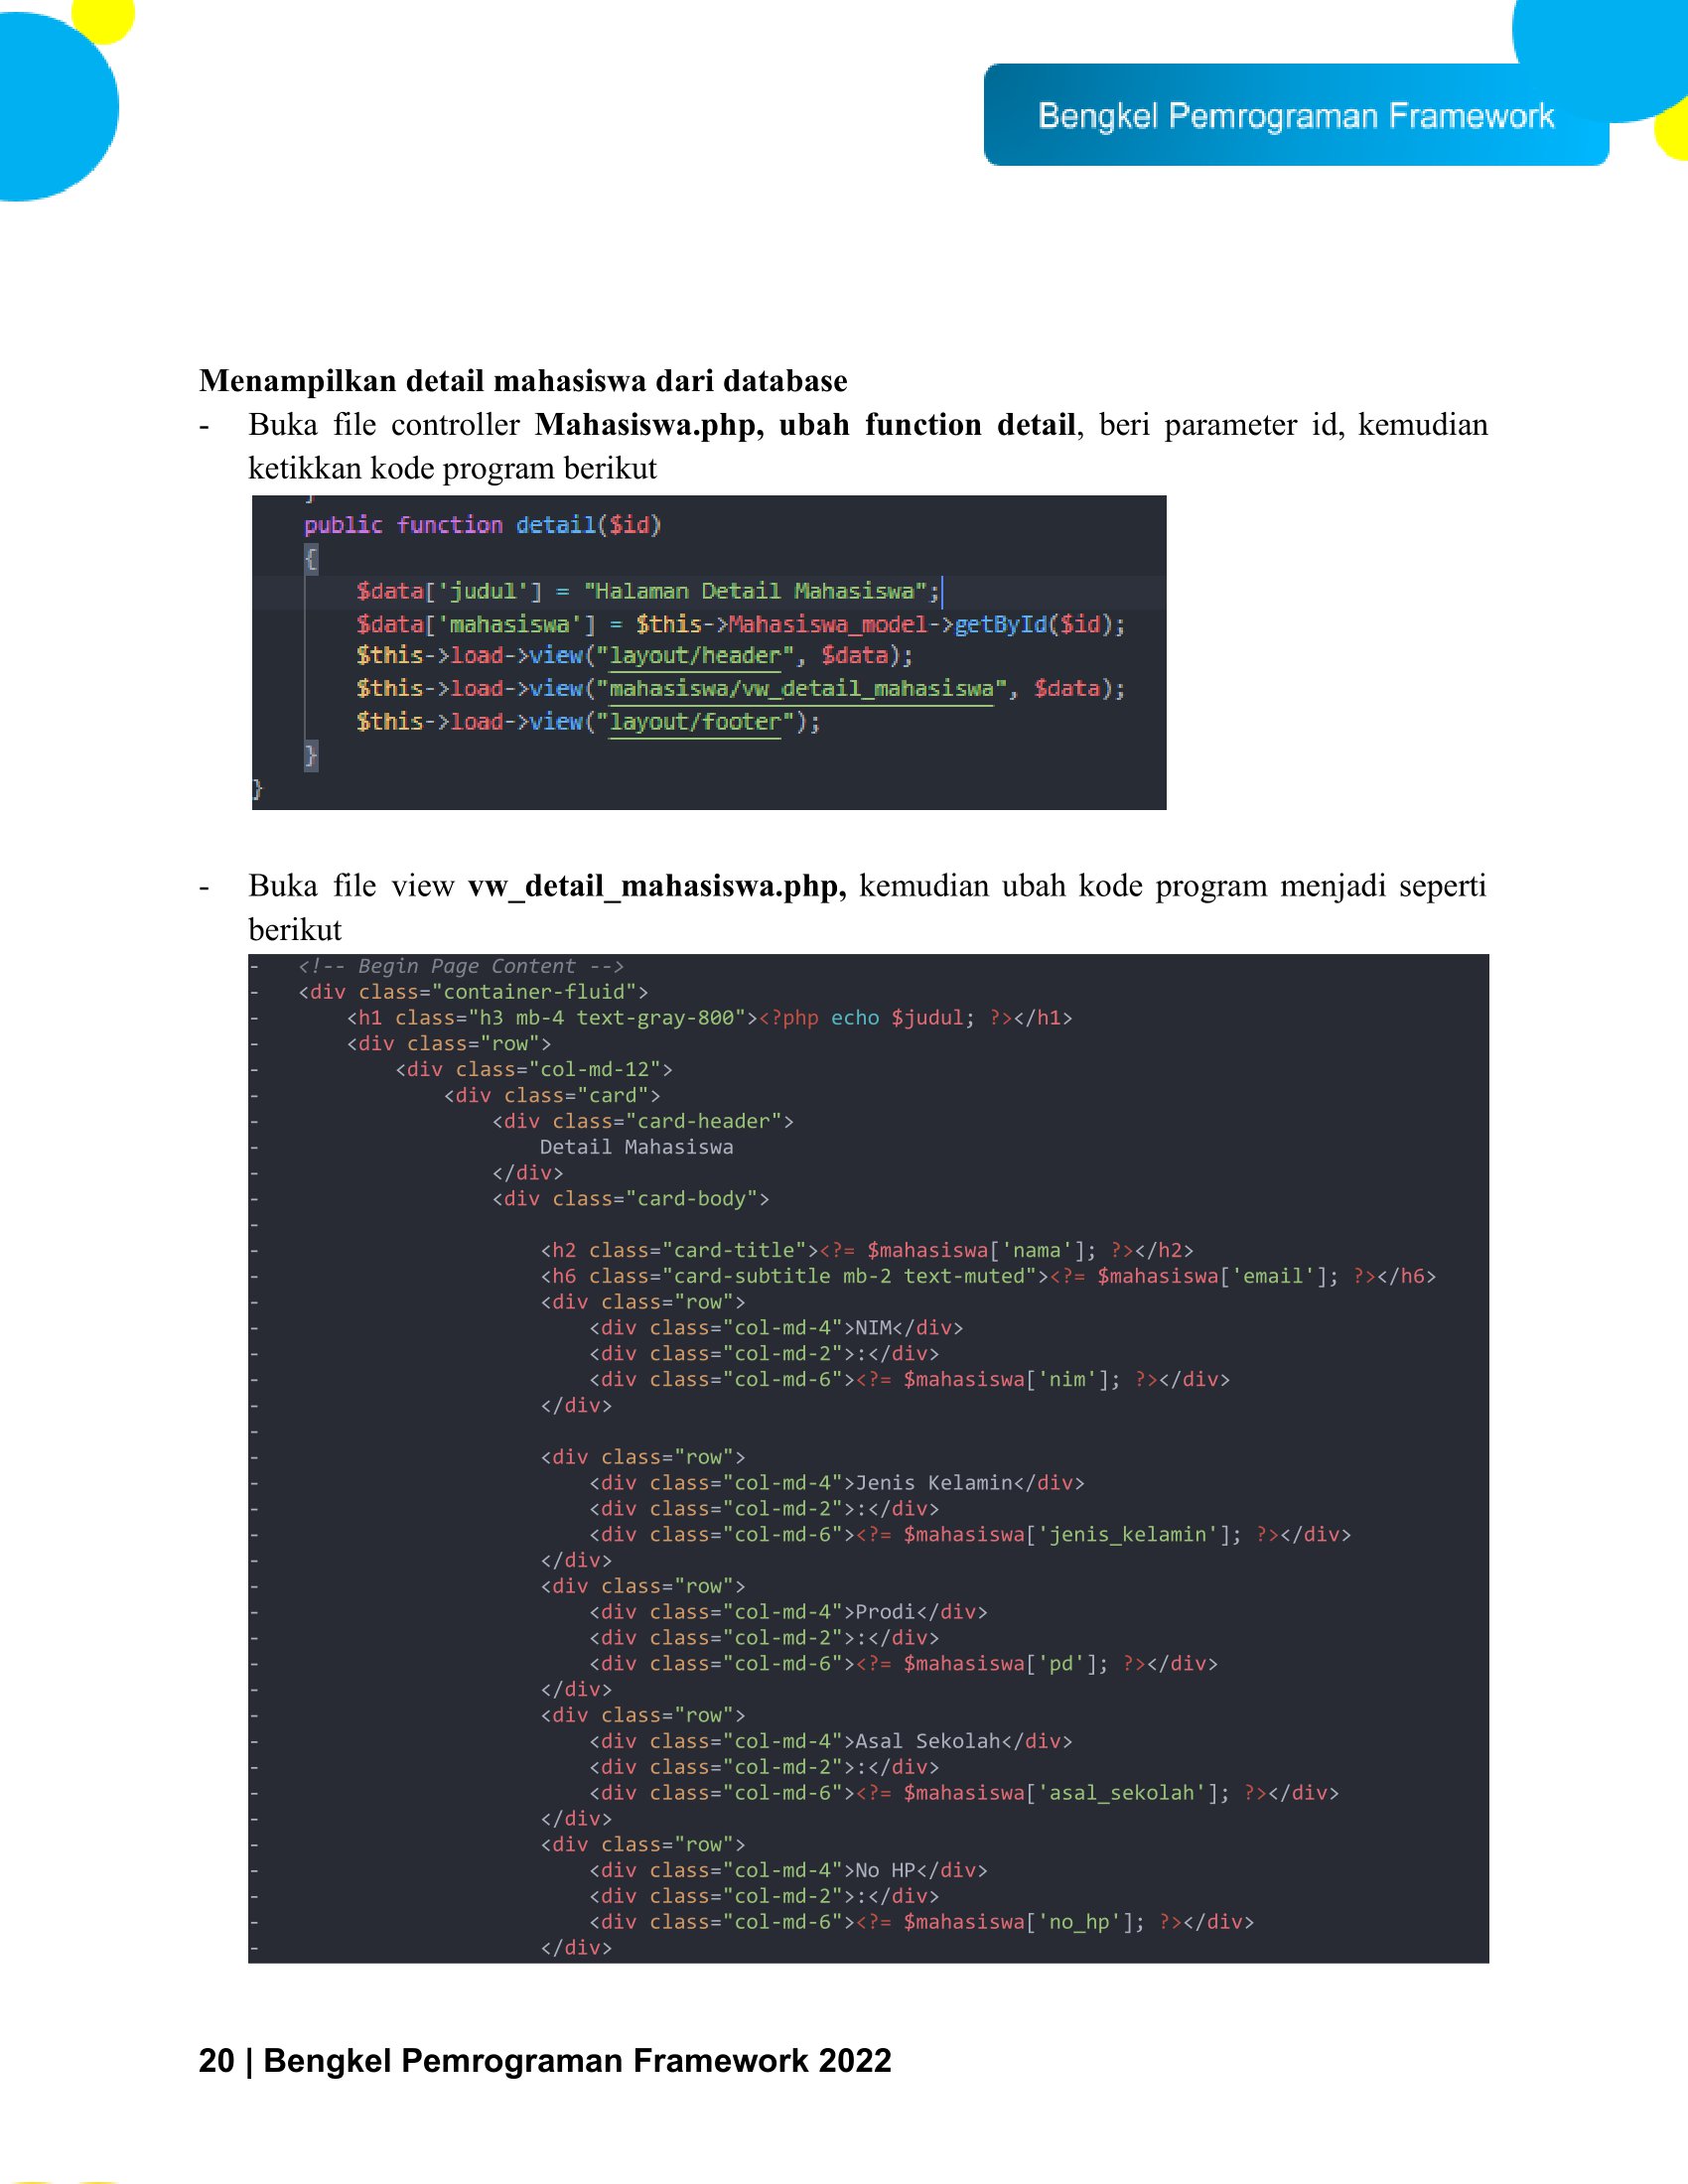 Bengkel Pemrograman Framework
Menampilkan detail mahasiswa dari database
- Buka file controller Mahasiswa.php, ubah function detail, beri parameter id, kemudian
ketikkan kode program berikut
}
public function detail($id)
{
$data['judul'] = "Halaman Detail Mahasiswa";
$data['mahasiswa'] = $this->Mahasiswa_model->getById($id);
$this->load->view("layout/header", $data);
$this->load->view("mahasiswa/vw_detail_mahasiswa", $data);
$this->load->view("layout/footer");
}
}
- Buka file view vw_detail_mahasiswa.php, kemudian ubah kode program menjadi seperti
berikut
- <!-- Begin Page Content -->
- <div class="container-fluid">
- <h1 class="h3 mb-4 text-gray-800"><?php echo $judul; ?></h1>
- <div class="row">
- <div class="col-md-12">
- <div class="card">
- <div class="card-header">
- Detail Mahasiswa
- </div>
- <div class="card-body">
-
- <h2 class="card-title"><?= $mahasiswa['nama']; ?></h2>
- <h6 class="card-subtitle mb-2 text-muted"><?= $mahasiswa['email']; ?></h6>
- <div class="row">
- <div class="col-md-4">NIM</div>
- <div class="col-md-2">:</div>
- <div class="col-md-6"><?= $mahasiswa['nim']; ?></div>
- </div>
-
- <div class="row">
- <div class="col-md-4">Jenis Kelamin</div>
- <div class="col-md-2">:</div>
- <div class="col-md-6"><?= $mahasiswa['jenis_kelamin']; ?></div>
- </div>
- <div class="row">
- <div class="col-md-4">Prodi</div>
- <div class="col-md-2">:</div>
- <div class="col-md-6"><?= $mahasiswa['pd']; ?></div>
- </div>
- <div class="row">
- <div class="col-md-4">Asal Sekolah</div>
- <div class="col-md-2">:</div>
- <div class="col-md-6"><?= $mahasiswa['asal_sekolah']; ?></div>
- </div>
- <div class="row">
- <div class="col-md-4">No HP</div>
- <div class="col-md-2">:</div>
- <div class="col-md-6"><?= $mahasiswa['no_hp']; ?></div>
- </div>
20 | Bengkel Pemrograman Framework 2022